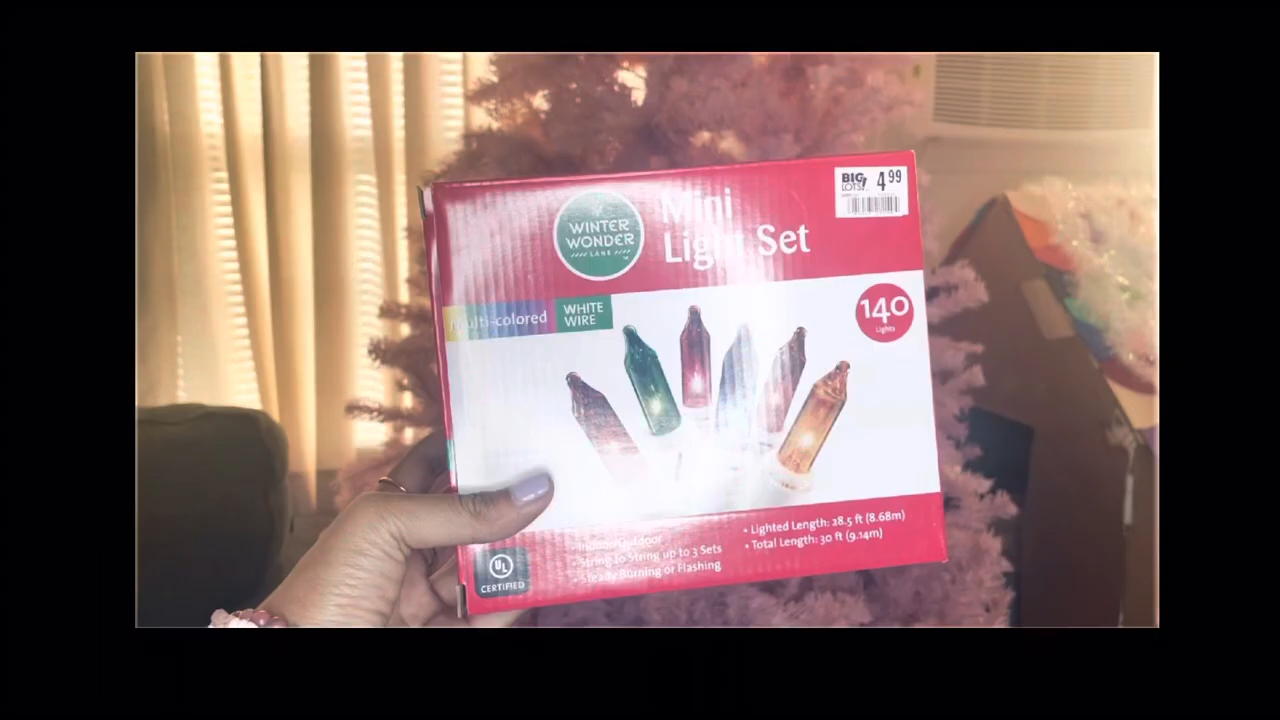 BIG LOTS! 4.99
WINTER
WONDER
LANE
Mini
Light Set
multi-colored
WHITE
WIRE
140
Lights
• Indoor/Outdoor
• String to String up to 3 Sets
• Steady Burning or Flashing
• Lighted Length: 28.5 ft (8.68m)
• Total Length: 30 ft (9.14m)
UL
CERTIFIED